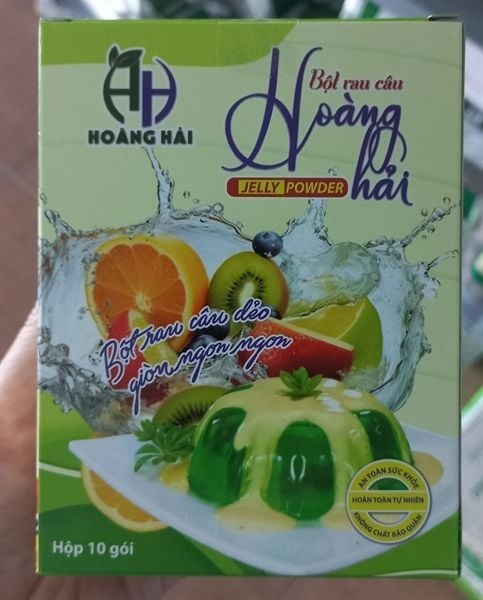 AH
HOÀNG HẢI
Bột rau câu
Hoàng
hải
JELLY POWDER
Bột rau câu dẻo
giòn ngon ngon
AN TOÀN SỨC KHỎE
HOÀN TOÀN TỰ NHIÊN
KHÔNG CHẤT BẢO QUẢN
Hộp 10 gói